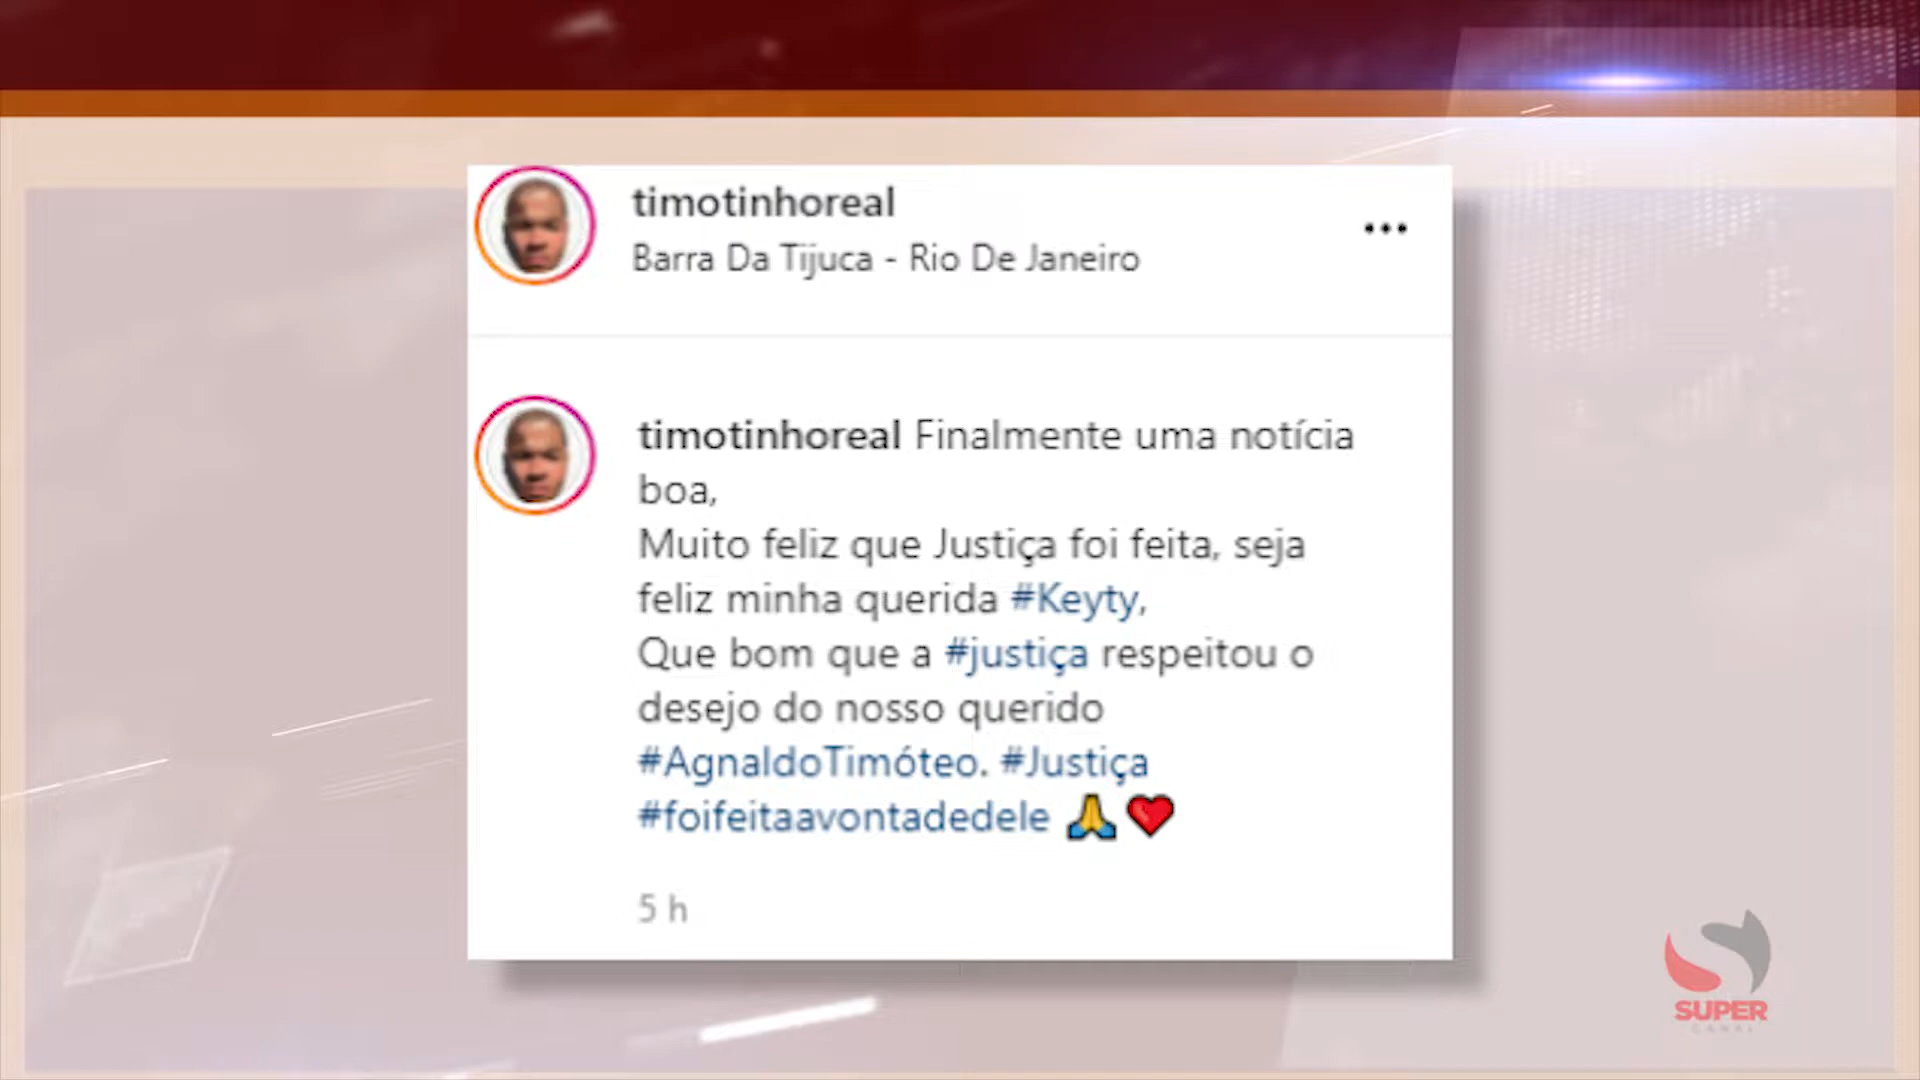 timotinhoreal
Barra Da Tijuca - Rio De Janeiro
timotinhoreal Finalmente uma notícia
boa,
Muito feliz que Justiça foi feita, seja
feliz minha querida #Keyty,
Que bom que a #justiça respeitou o
desejo do nosso querido
#AgnaldoTimóteo. #Justiça
#foifeitaavontadedele 🙏❤️
5 h
SUPER
CANAL